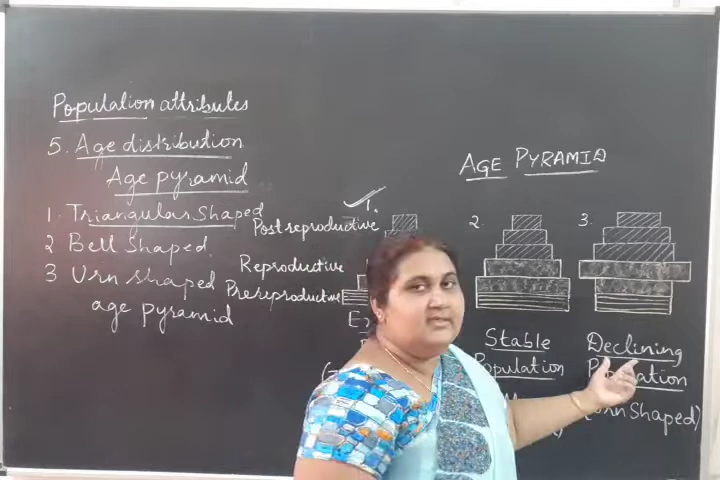 Population attributes
5. Age distribution
Age pyramid
1. Triangular Shaped
2 Bell Shaped.
3 Urn shaped
age pyramid
AGE PYRAMID
1.
2.
3.
Post reproductive
Reproductive
Prereproductive
Stable
Population
Declining
Population
(Urn Shaped)